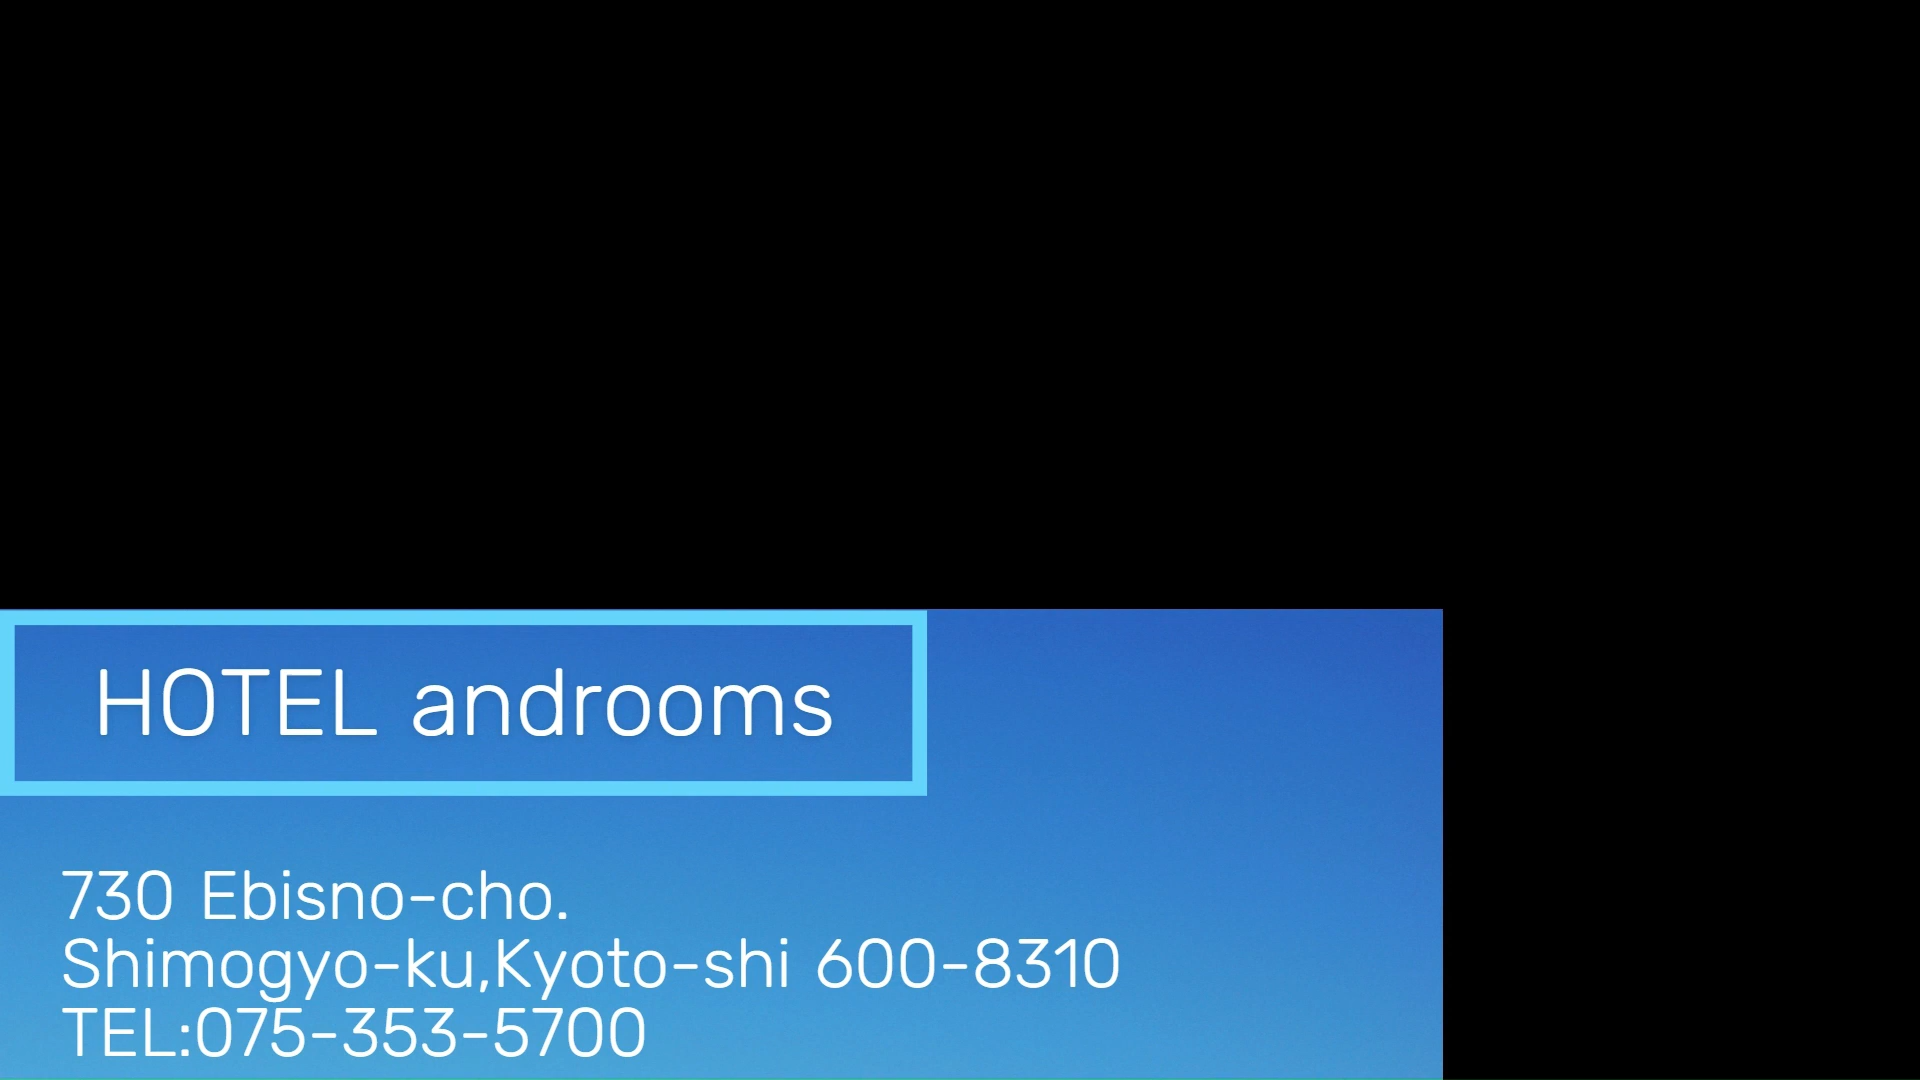 HOTEL androoms
730 Ebisno-cho.
Shimogyo-ku,Kyoto-shi 600-8310
TEL:075-353-5700